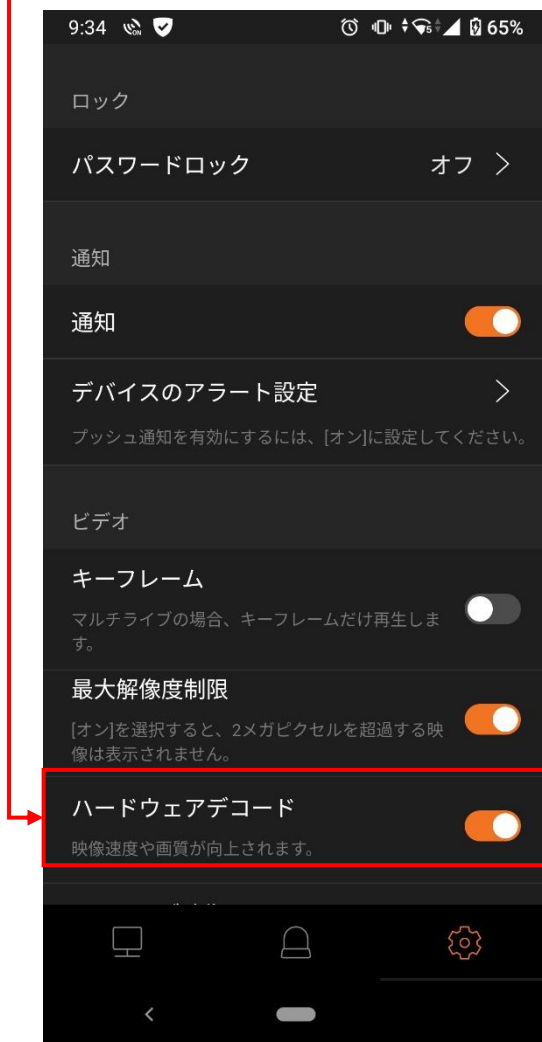 9:34
65%
ロック
パスワードロック オフ
通知
通知
デバイスのアラート設定
プッシュ通知を有効にするには、[オン]に設定してください。
ビデオ
キーフレーム
マルチライブの場合、キーフレームだけ再生しま
す。
最大解像度制限
[オン]を選択すると、2メガピクセルを超過する映
像は表示されません。
ハードウェアデコード
映像速度や画質が向上されます。